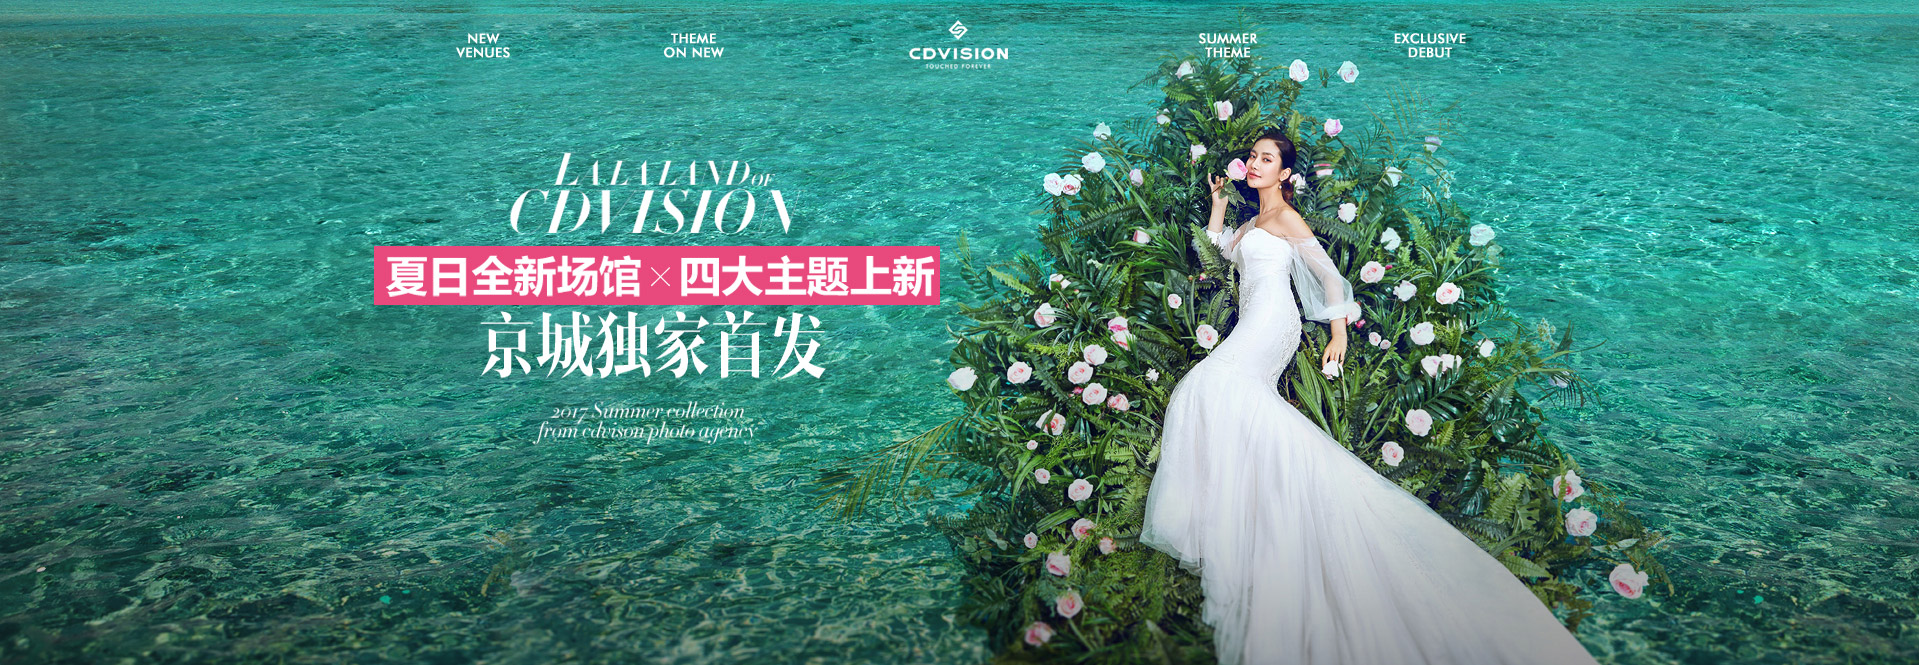 NEW
VENUES
THEME
ON NEW
CDVISION
TOUCHED FOREVER
SUMMER
THEME
EXCLUSIVE
DEBUT
LALALAND OF
CDVISION
夏日全新场馆×四大主题上新
京城独家首发
2017 Summer collection
from cdvison photo agency